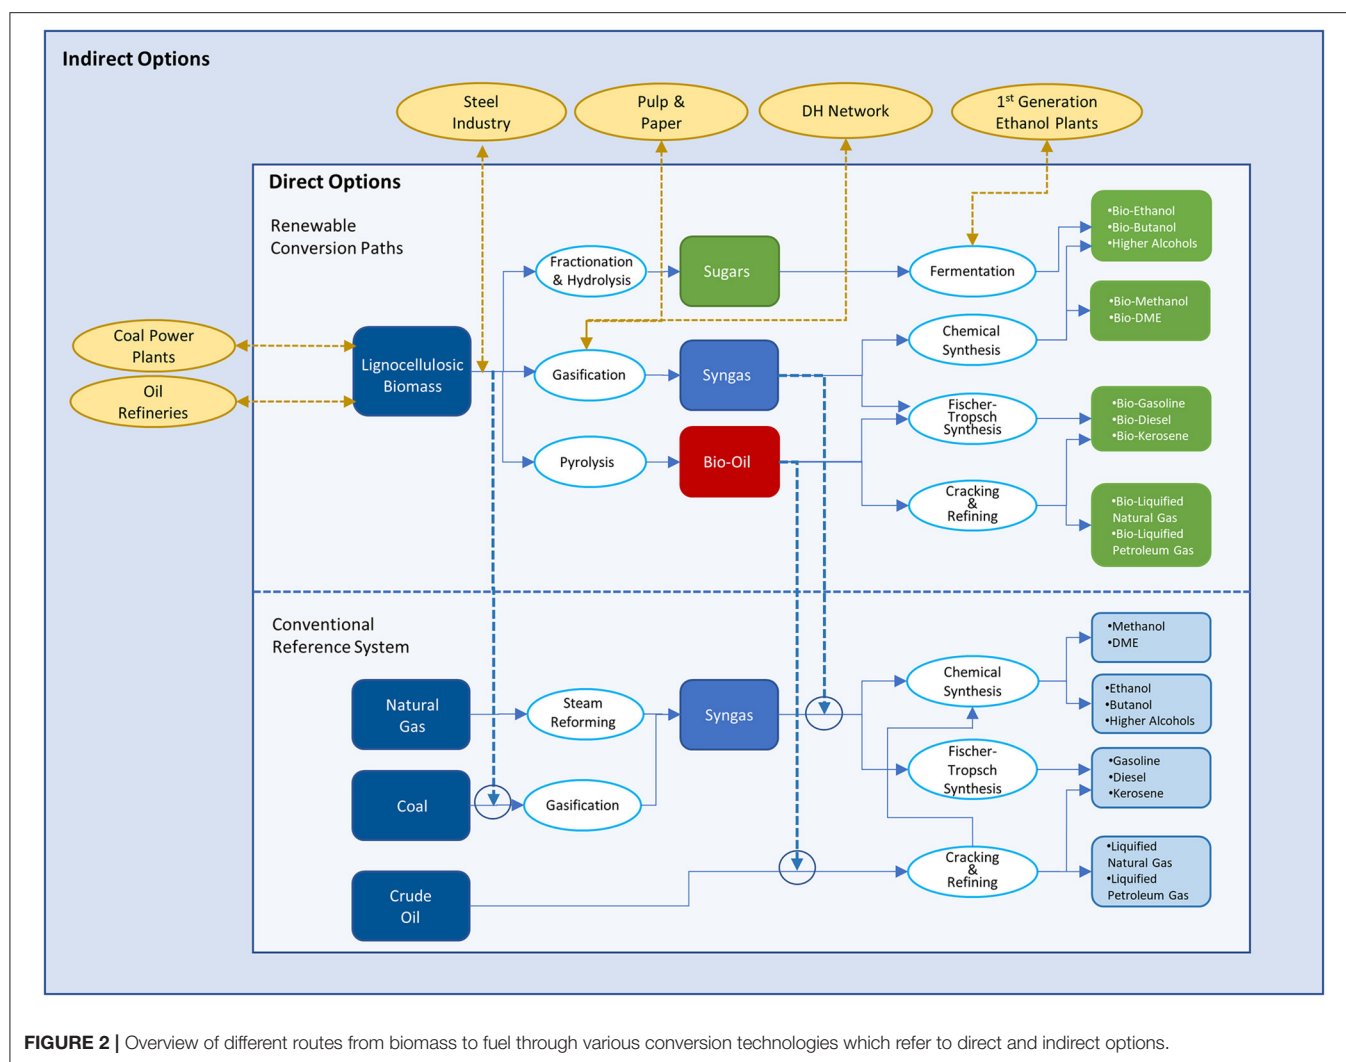 Indirect Options
Steel
Industry
Pulp &
Paper
DH Network
1st Generation
Ethanol Plants
Direct Options
Renewable
Conversion Paths
Fractionation
& Hydrolysis
Sugars
Fermentation
•Bio-Ethanol
•Bio-Butanol
•Higher Alcohols
•Bio-Methanol
•Bio-DME
Coal Power
Plants
Oil
Refineries
Lignocellulosic
Biomass
Gasification
Syngas
Chemical
Synthesis
Fischer-
Tropsch
Synthesis
•Bio-Gasoline
•Bio-Diesel
•Bio-Kerosene
Pyrolysis
Bio-Oil
Cracking
&
Refining
•Bio-Liquified
Natural Gas
•Bio-Liquified
Petroleum Gas
Conventional
Reference System
Natural
Gas
Steam
Reforming
Syngas
Chemical
Synthesis
•Methanol
•DME
•Ethanol
•Butanol
•Higher Alcohols
Coal
Gasification
Fischer-
Tropsch
Synthesis
•Gasoline
•Diesel
•Kerosene
Crude
Oil
Cracking
&
Refining
•Liquified
Natural Gas
•Liquified
Petroleum Gas
FIGURE 2 | Overview of different routes from biomass to fuel through various conversion technologies which refer to direct and indirect options.